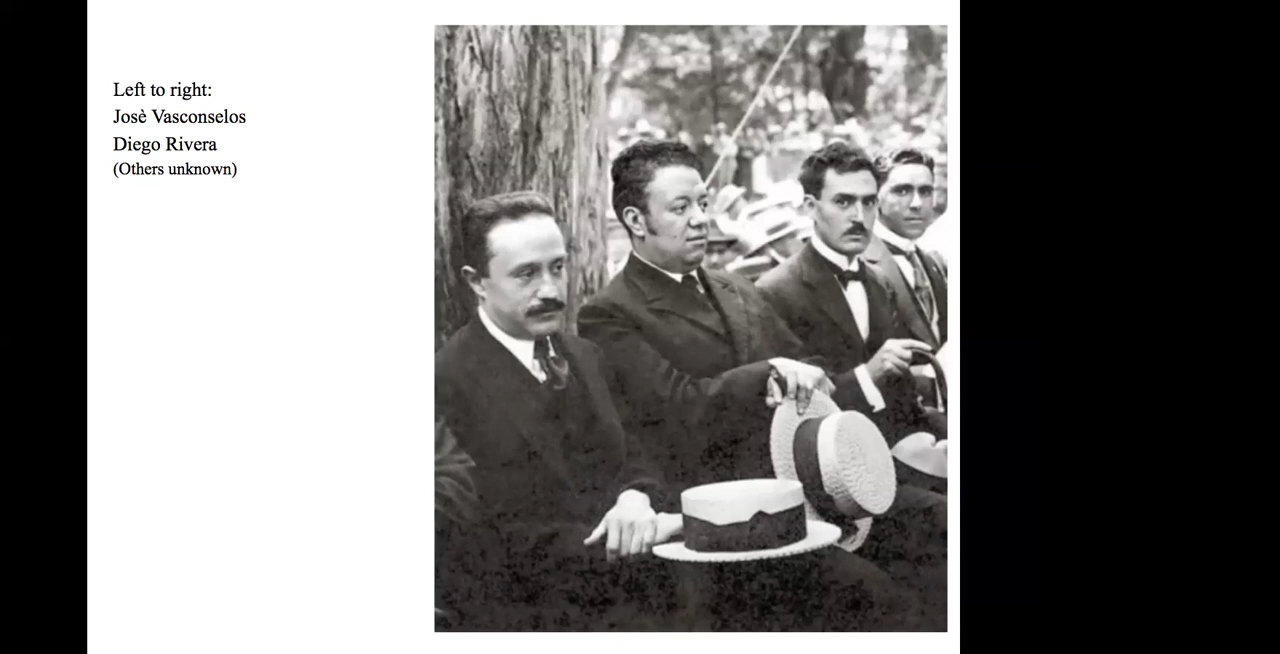 Left to right:
Josè Vasconselos
Diego Rivera
(Others unknown)